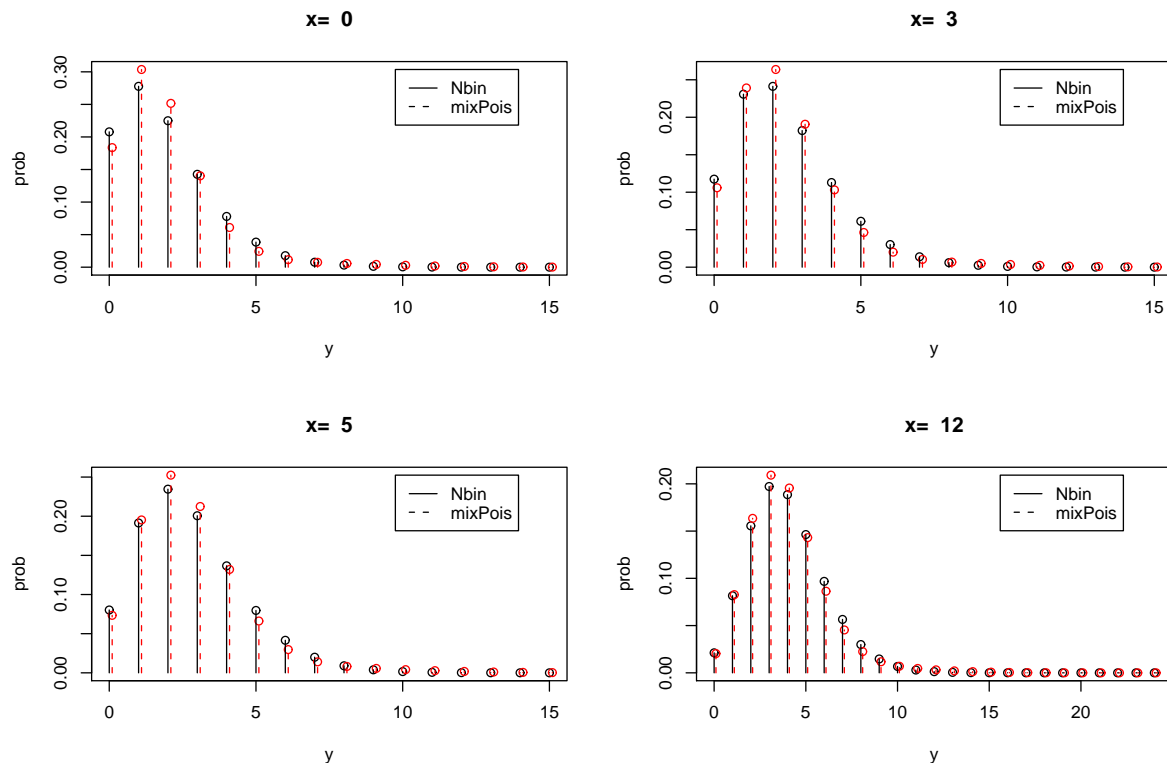 x= 0
0.00 0.10 0.20 0.30
prob
Nbin
mixPois
0 5 10 15
y
x= 3
0.00 0.10 0.20
prob
Nbin
mixPois
0 5 10 15
y
x= 5
0.00 0.10 0.20
prob
Nbin
mixPois
0 5 10 15
y
x= 12
0.00 0.10 0.20
prob
Nbin
mixPois
0 5 10 15 20
y